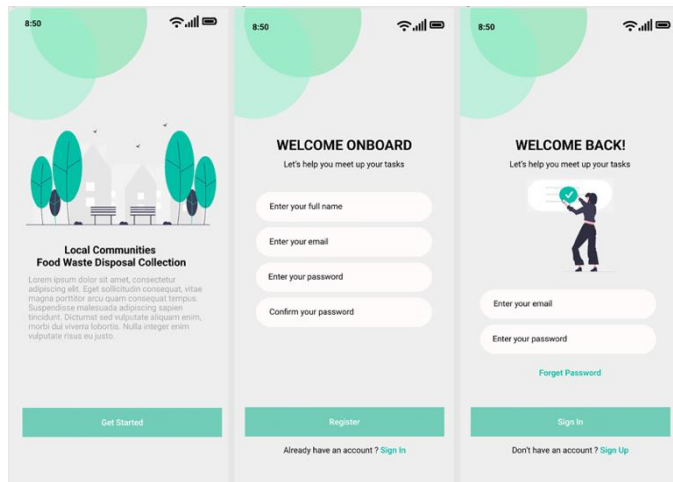 8:50
Local Communities
Food Waste Disposal Collection
Lorem ipsum dolor sit amet, consectetur
adipiscing elit. Eget sollicitudin consequat, vitae
magna porttitor arcu quam consequat tempus.
Suspendisse malesuada adipiscing sapien
tincidunt. Dictumst sed vulputate aliquam enim,
morbi dui viverra lobortis. Nulla integer enim
vulputate risus eu justo.
Get Started
8:50
WELCOME ONBOARD
Let's help you meet up your tasks
Enter your full name
Enter your email
Enter your password
Confirm your password
Register
Already have an account ? Sign In
8:50
WELCOME BACK!
Let's help you meet up your tasks
Enter your email
Enter your password
Forget Password
Sign In
Don't have an account ? Sign Up